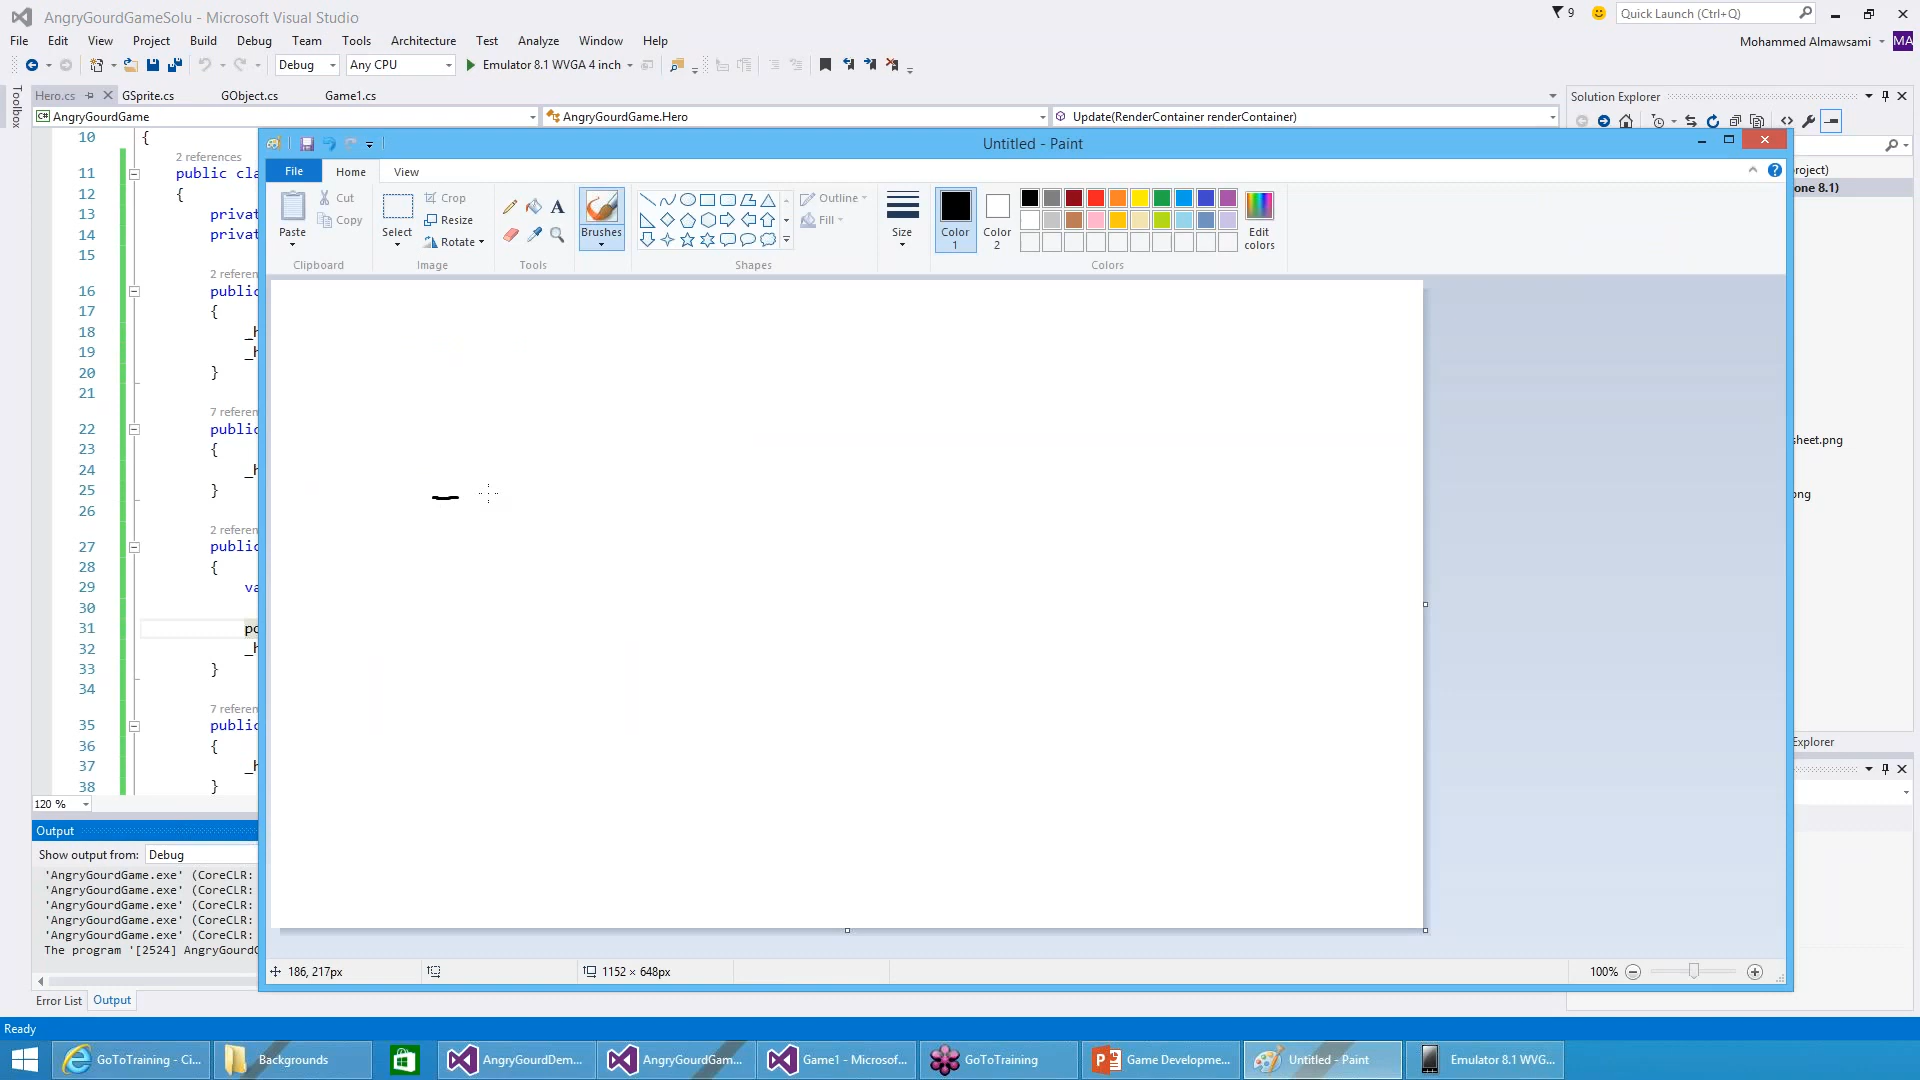 AngryGourdGameSolu - Microsoft Visual Studio
9
Quick Launch (Ctrl+Q)
File Edit View Project Build Debug Team Tools Architecture Test Analyze Window Help
Mohammed Almawsami MA
Debug Any CPU Emulator 8.1 WVGA 4 inch
Toolbox
Hero.cs GSprite.cs GObject.cs Game1.cs
Solution Explorer
AngryGourdGame AngryGourdGame.Hero Update(RenderContainer renderContainer)
10 {
Untitled - Paint
2 references
File Home View
11 public cla
12 {
13 privat
14 privat
15
2 referen
16 public
17 {
18 _h
19 _h
20 }
21
7 referen
22 public
23 {
24 _h
25 }
26
2 referen
27 public
28 {
29 va
30
31 po
32 _h
33 }
34
7 referen
35 public
36 {
37 _h
38 }
Paste Cut Copy
Clipboard
Select Crop Resize Rotate
Image
A
Tools
Brushes
Outline Fill
Shapes
Size
Color 1
Color 2
Edit colors
Colors
roject)
one 8.1)
sheet.png
png
Explorer
120 %
Output
Show output from: Debug
'AngryGourdGame.exe' (CoreCLR:
'AngryGourdGame.exe' (CoreCLR:
'AngryGourdGame.exe' (CoreCLR:
'AngryGourdGame.exe' (CoreCLR:
'AngryGourdGame.exe' (CoreCLR:
The program '[2524] AngryGourdG
186, 217px 1152 × 648px 100%
Error List Output
Ready
GoToTraining - Ci... Backgrounds AngryGourdDem... AngryGourdGam... Game1 - Microsof... GoToTraining Game Developme... Untitled - Paint Emulator 8.1 WVG...